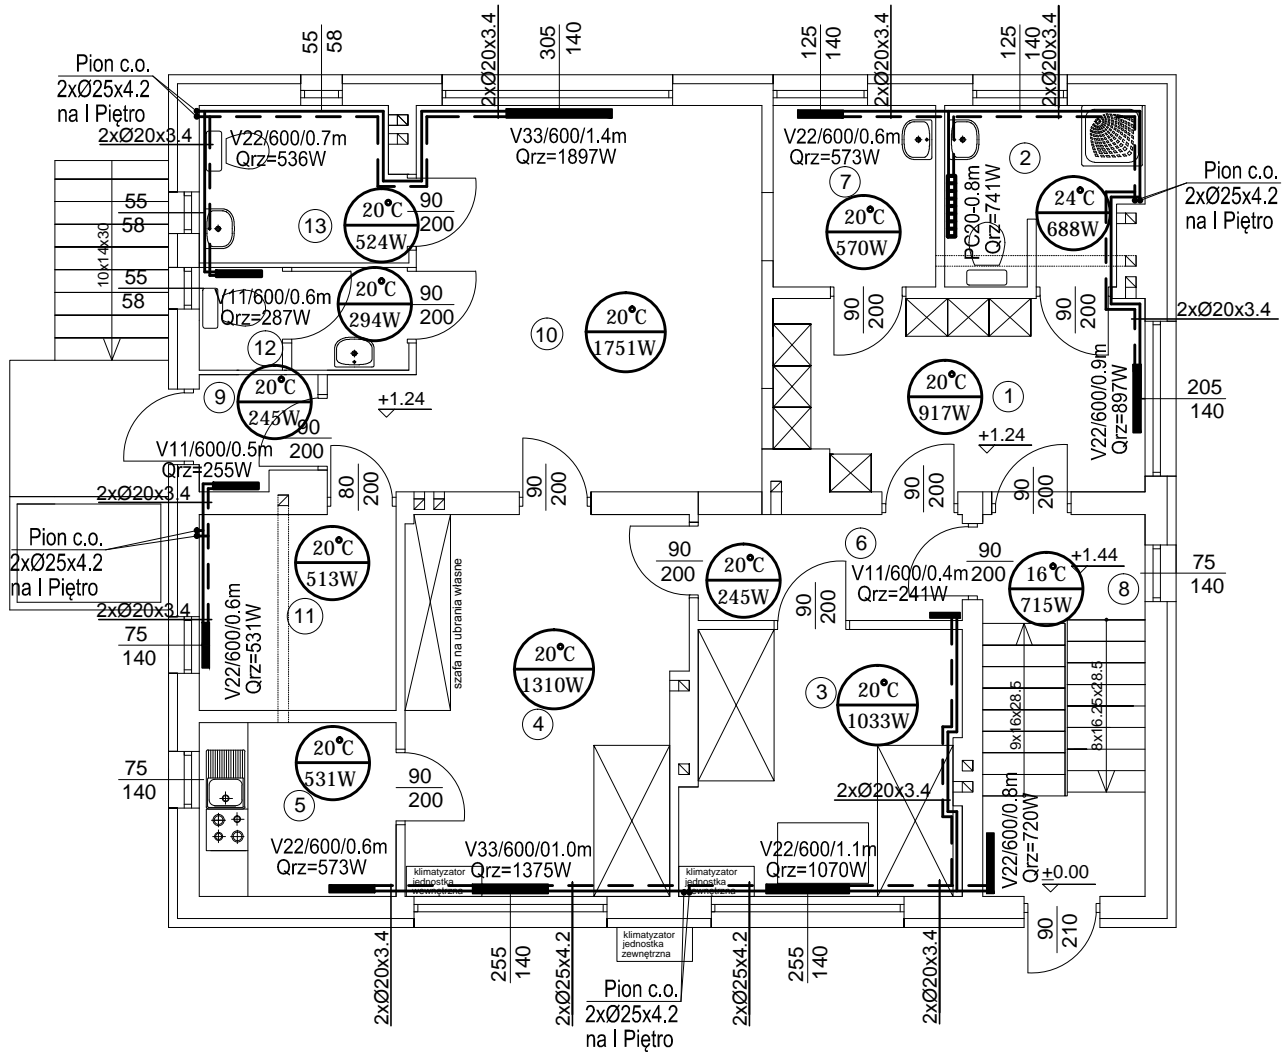 55
58
305
140
2xØ20x3.4
125
140
2xØ20x3.4
125
140
2xØ20x3.4
Pion c.o.
2xØ25x4.2
na I Piętro
2xØ20x3.4
V22/600/0.7m
Qrz=536W
V33/600/1.4m
Qrz=1897W
V22/600/0.6m
Qrz=573W
2
7
PC20-0.8m
Qrz=741W
24°C
688W
Pion c.o.
2xØ25x4.2
na I Piętro
55
58
13
20°C
524W
90
200
20°C
570W
10x14x30
55
58
V11/600/0.6m
Qrz=287W
20°C
294W
90
200
12
10
20°C
1751W
90
200
90
200
2xØ20x3.4
9
20°C
245W
90
200
+1.24
20°C
917W
1
V22/600/0.9m
Qrz=897W
205
140
+1.24
V11/600/0.5m
Qrz=255W
2xØ20x3.4
80
200
90
200
90
200
90
200
Pion c.o.
2xØ25x4.2
na I Piętro
20°C
513W
11
szafa na ubrania własne
90
200
20°C
245W
6
90
200
V11/600/0.4m
Qrz=241W
90
200
16°C
715W
+1.44
8
75
140
2xØ20x3.4
75
140
V22/600/0.6m
Qrz=531W
20°C
1310W
4
3
20°C
1033W
9x16x28.5
8x16.25x28.5
75
140
20°C
531W
5
90
200
2xØ20x3.4
V22/600/0.6m
Qrz=573W
V33/600/01.0m
Qrz=1375W
klimatyzator
jednostka
wewnętrzna
klimatyzator
jednostka
wewnętrzna
V22/600/1.1m
Qrz=1070W
V22/600/0.8m
Qrz=720W
+0.00
90
210
2xØ20x3.4
255
140
2xØ25x4.2
klimatyzator
jednostka
zewnętrzna
Pion c.o.
2xØ25x4.2
na I Piętro
2xØ25x4.2
255
140
2xØ20x3.4